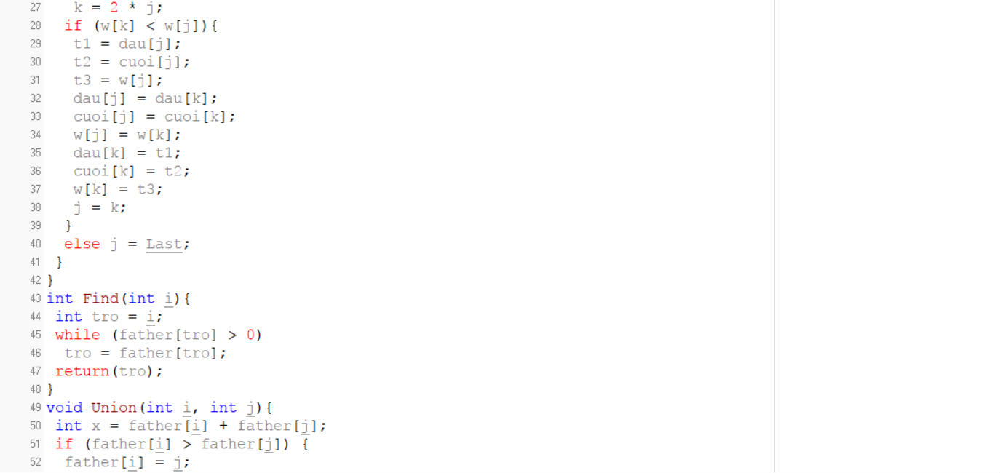 27 k = 2 * j;
28 if (w[k] < w[j]){
29 t1 = dau[j];
30 t2 = cuoi[j];
31 t3 = w[j];
32 dau[j] = dau[k];
33 cuoi[j] = cuoi[k];
34 w[j] = w[k];
35 dau[k] = t1;
36 cuoi[k] = t2;
37 w[k] = t3;
38 j = k;
39 }
40 else j = Last;
41 }
42 }
43 int Find(int i){
44 int tro = i;
45 while (father[tro] > 0)
46 tro = father[tro];
47 return(tro);
48 }
49 void Union(int i, int j){
50 int x = father[i] + father[j];
51 if (father[i] > father[j]) {
52 father[i] = j;